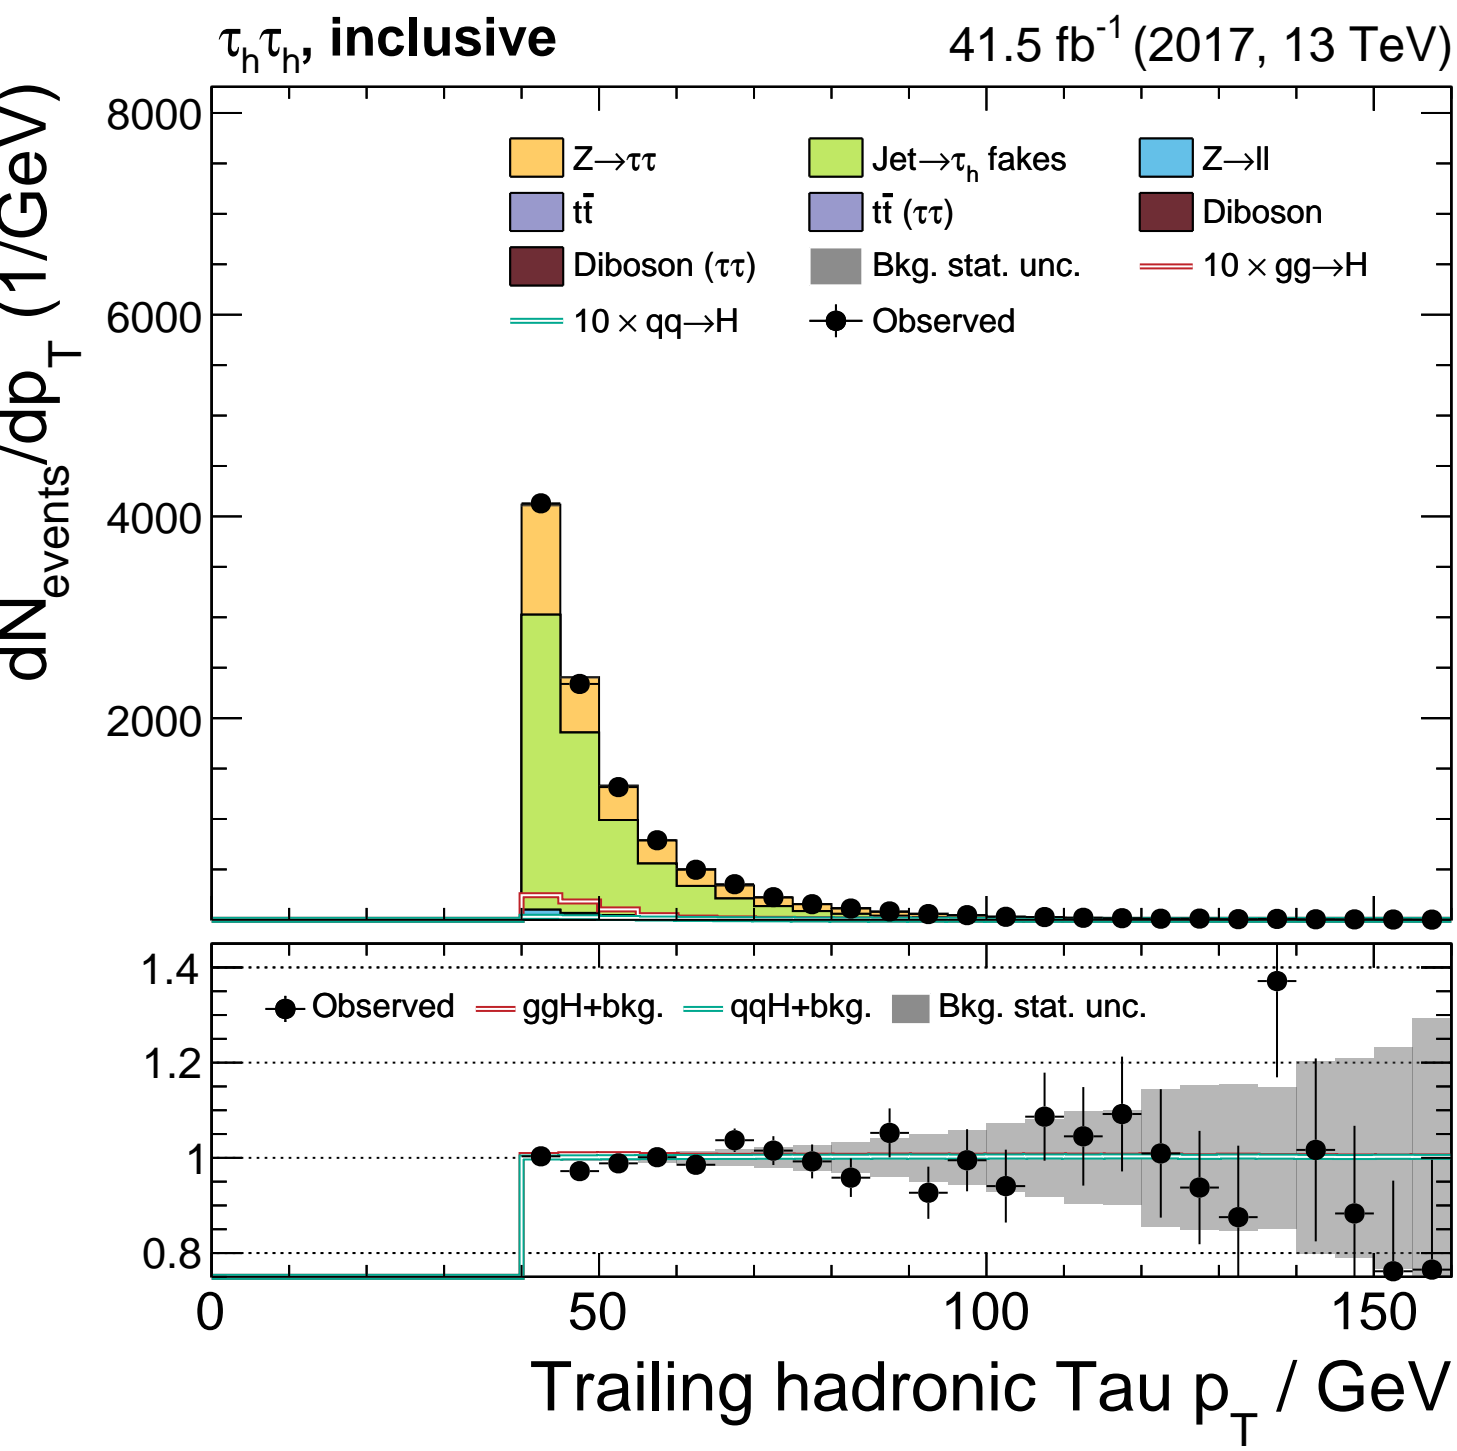 τhτh, inclusive 41.5 fb-1 (2017, 13 TeV)
dNevents/dpT (1/GeV)
8000
6000
4000
2000
Z→ττ Jet→τh fakes Z→ll
tt̄ tt̄ (ττ) Diboson
Diboson (ττ) Bkg. stat. unc. 10 × gg→H
10 × qq→H Observed
1.4
1.2
1
0.8
Observed ggH+bkg. qqH+bkg. Bkg. stat. unc.
0 50 100 150
Trailing hadronic Tau pT / GeV